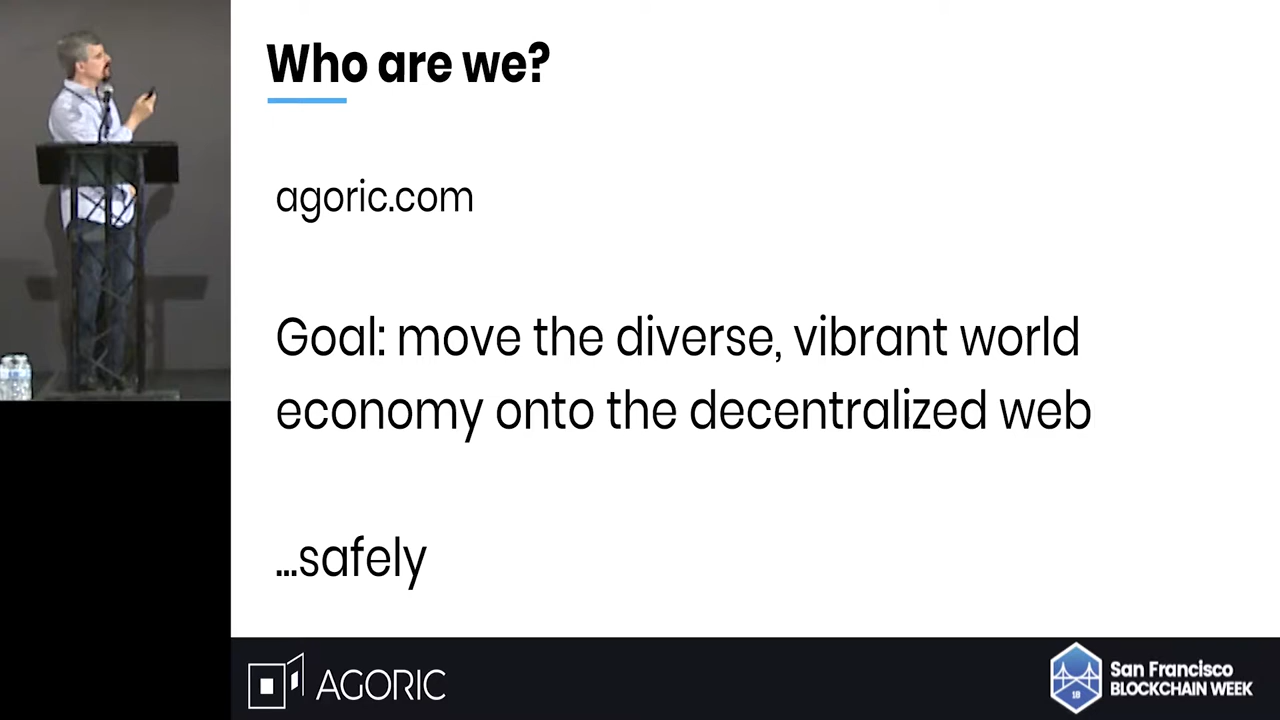 Who are we?
agoric.com
Goal: move the diverse, vibrant world
economy onto the decentralized web
...safely
AGORIC
18
San Francisco
BLOCKCHAIN WEEK